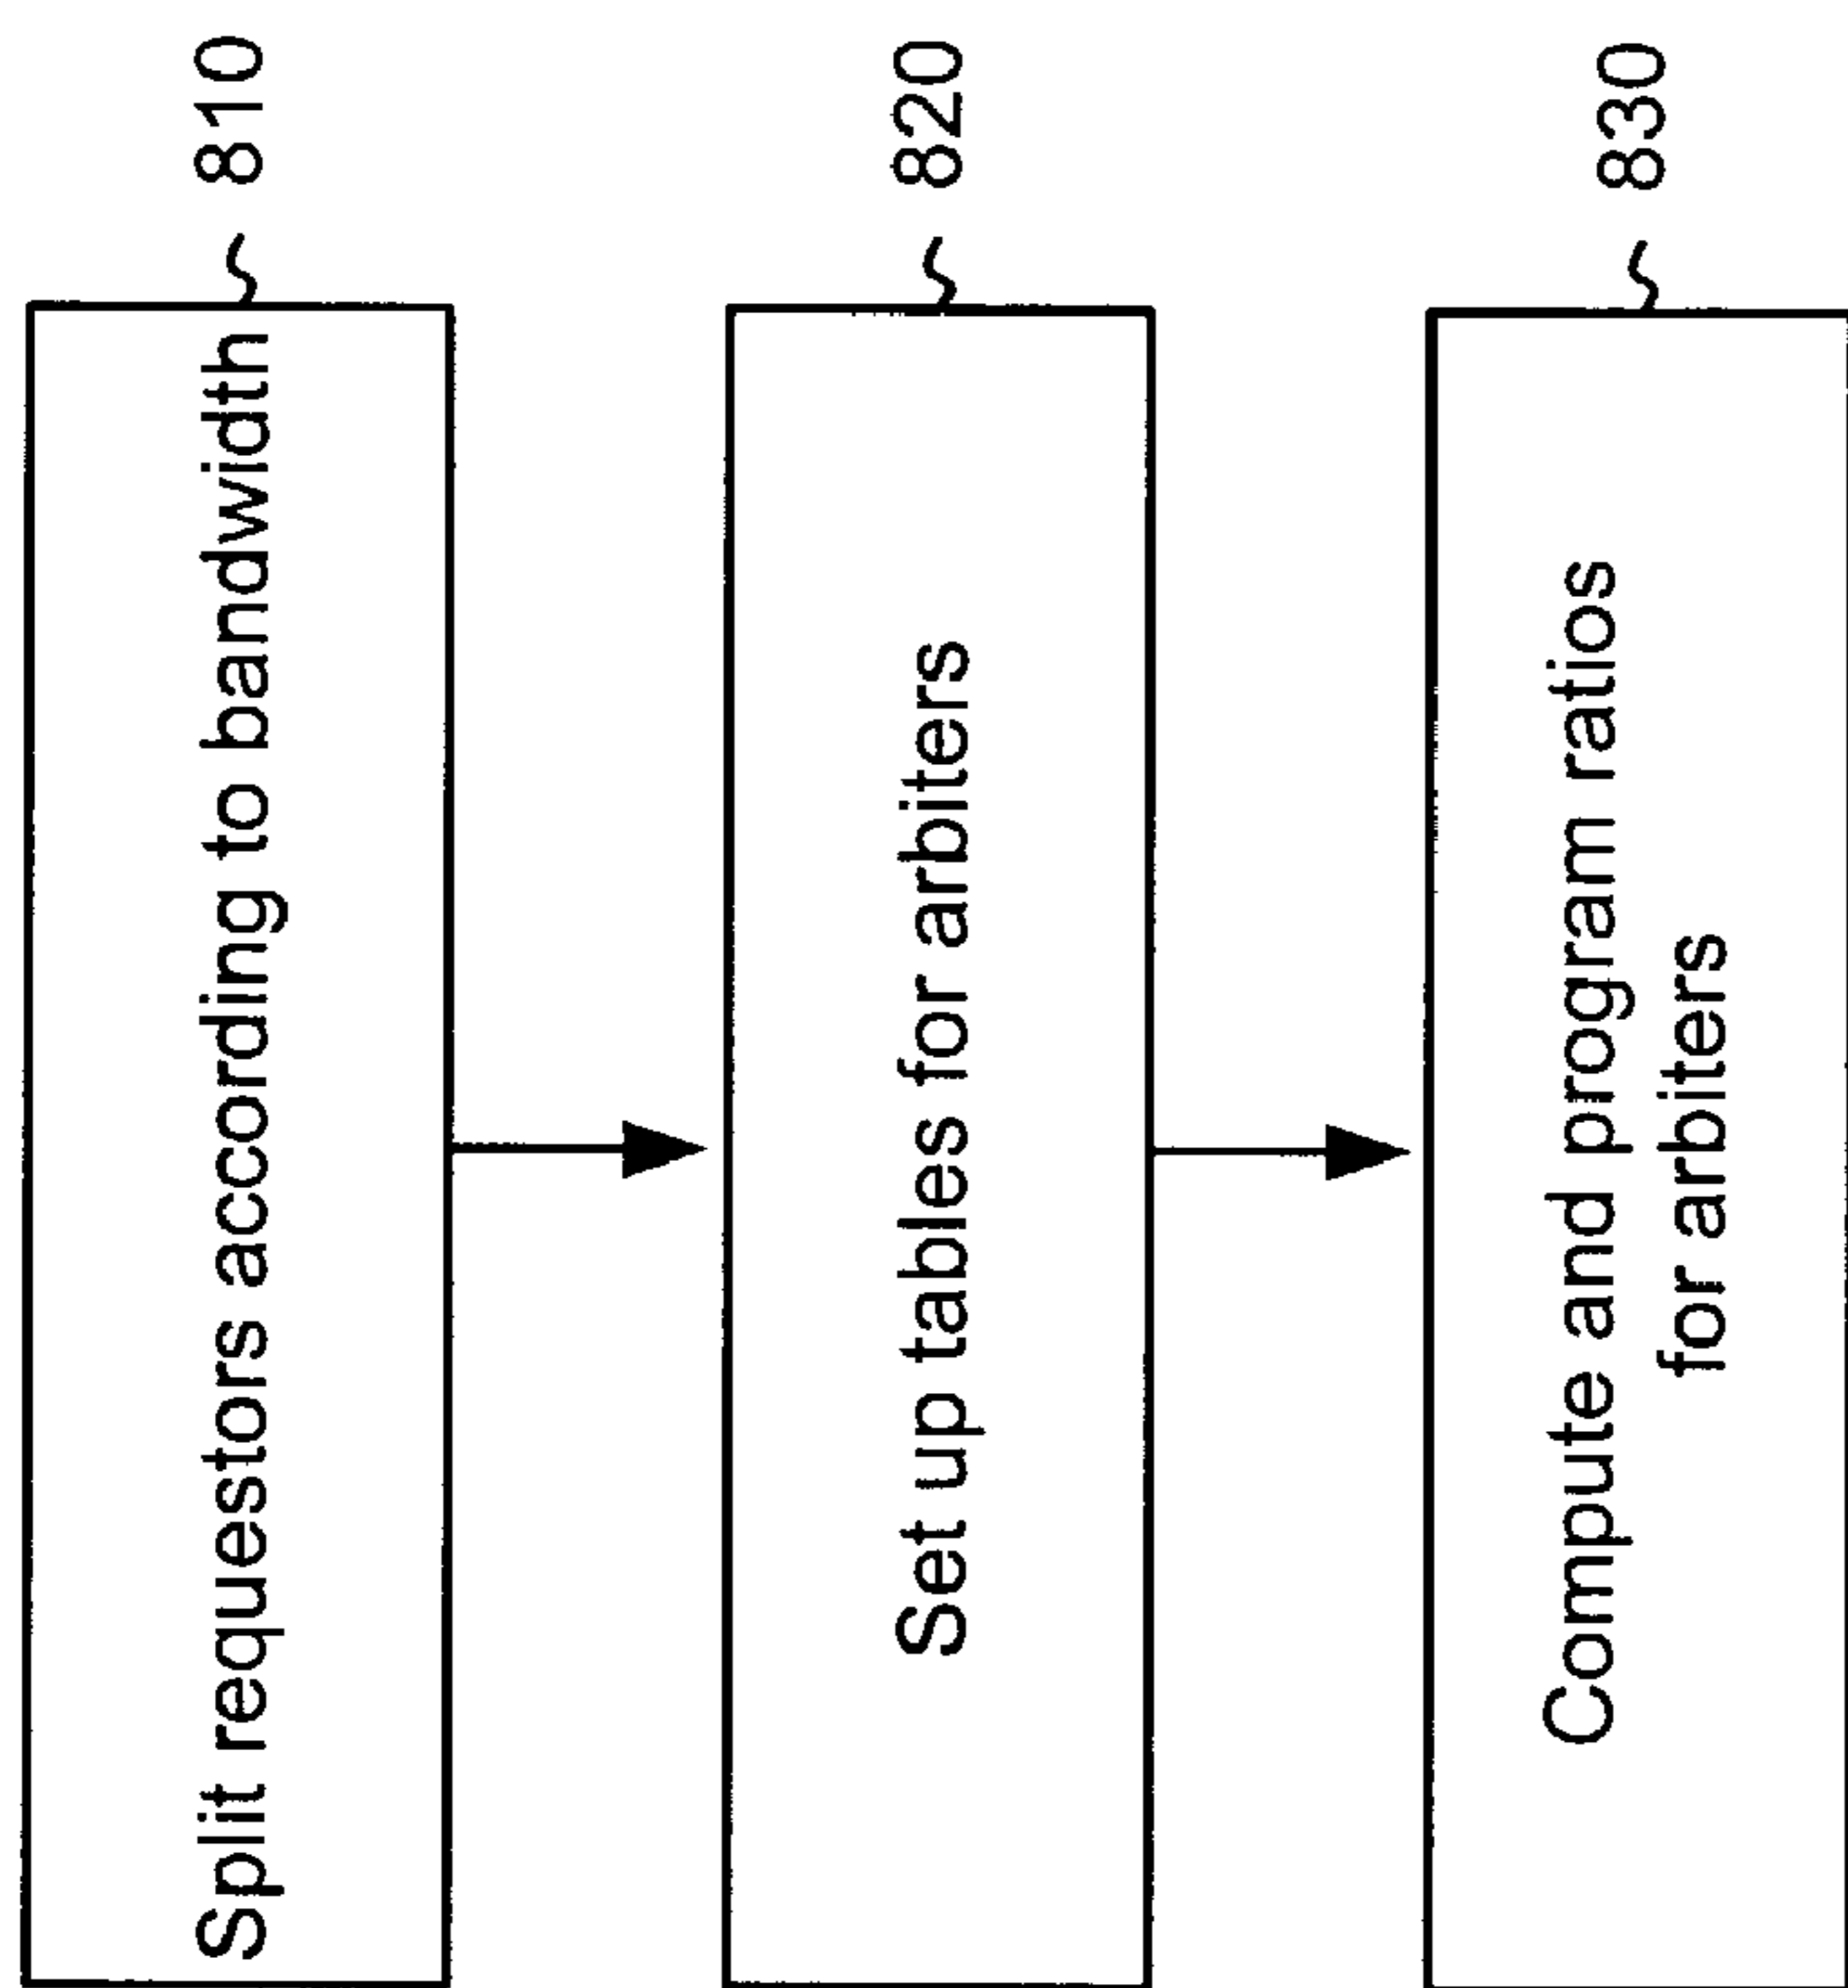 Split requestors according to bandwidth
810
Set up tables for arbiters
820
Compute and program ratios
for arbiters
830